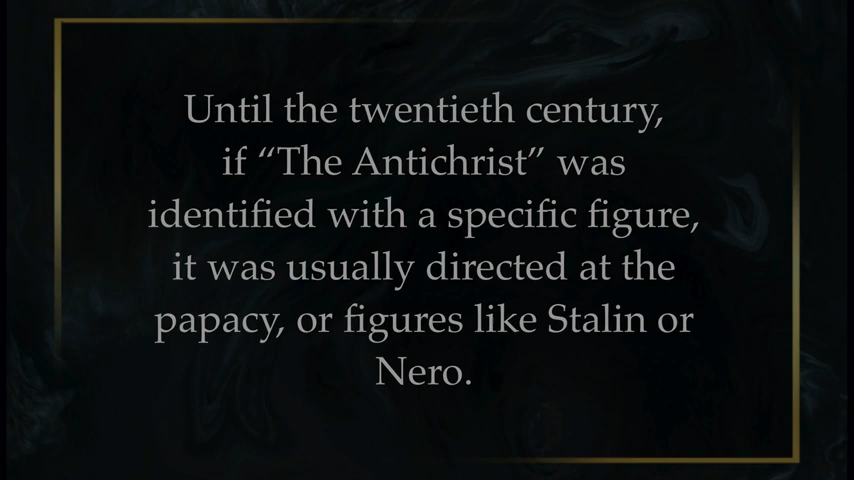 Until the twentieth century,
if “The Antichrist” was
identified with a specific figure,
it was usually directed at the
papacy, or figures like Stalin or
Nero.